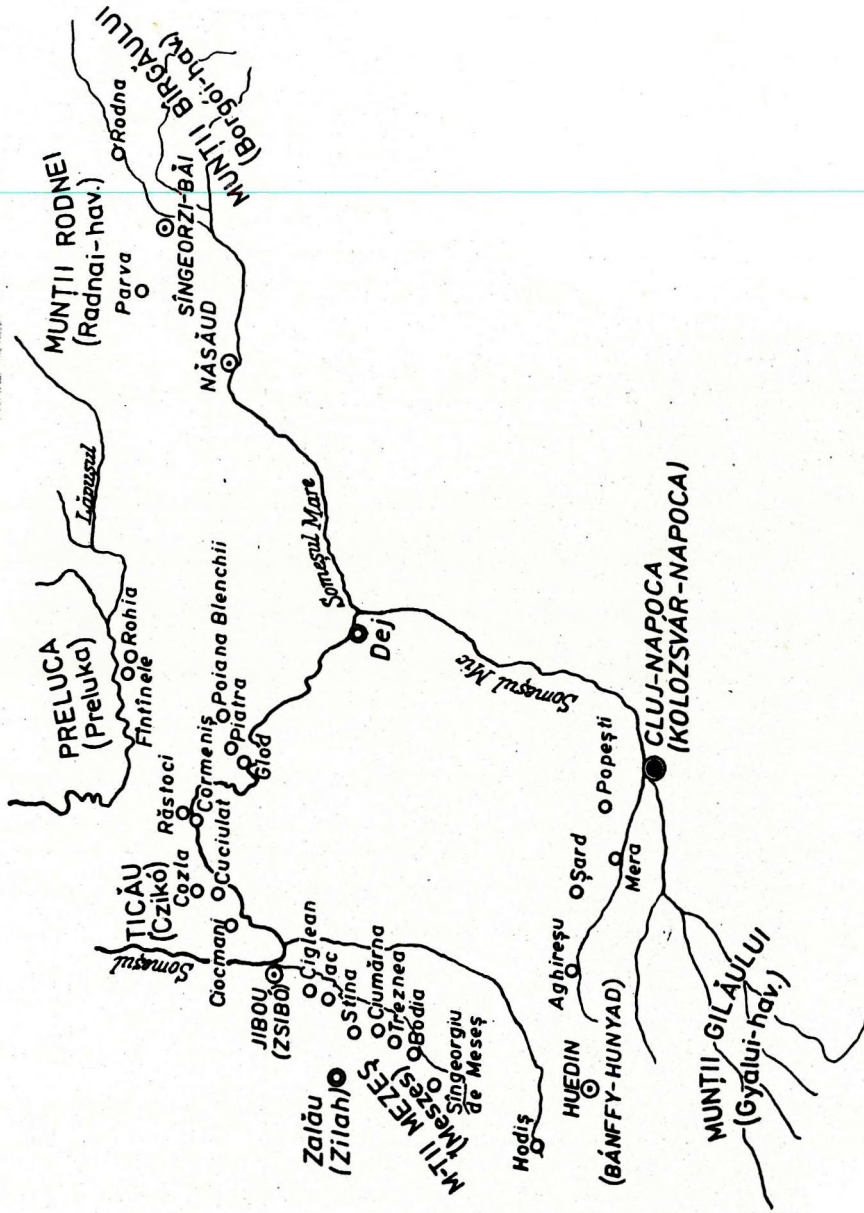 MUNȚII RODNEI
(Radnai-hav.)
Rodna
Parva
SÎNGEORZI-BĂI
MUNȚII BÎRGĂULUI
(Borgói-hav.)
NĂSĂUD
Lăpușul
PRELUCA
(Preluka)
Rohia
Fîntînele
Someșul Mare
Răstoci
Cormeniș
Poiana Blenchii
Piatra
Glod
Dej
TICĂU
(Czikó)
Cozla
Cuciulat
Someșul
Ciocmani
JIBOU
(ZSIBÓ)
Ciglean
Jac
Stîna
Ciumărna
Treznea
Bodia
Sîngeorgiu
de Meseș
Zalău
(Zilah)
M-ȚII MEZEȘ
(Meszes)
Someșul Mic
Popești
Șard
Mera
Aghireșu
CLUJ-NAPOCA
(KOLOZSVÁR-NAPOCA)
Hodiș
HUEDIN
(BÁNFFY-HUNYAD)
MUNȚII GILĂULUI
(Gyalui-hav.)